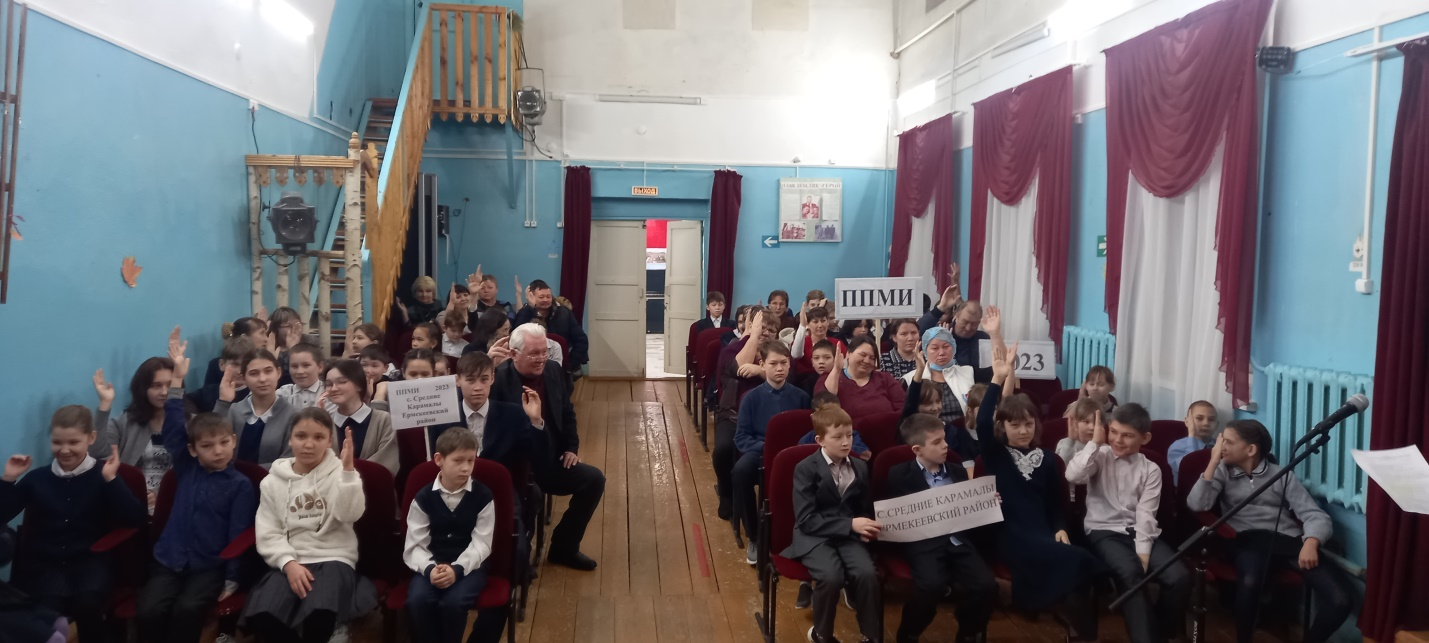 ВЫХОД
ППМИ
2023
ППМИ 2023
с. Средние
Карамалы
Ермекеевский
район
С.СРЕДНИЕ КАРАМАЛЫ
ЕРМЕКЕЕВСКИЙ РАЙОН